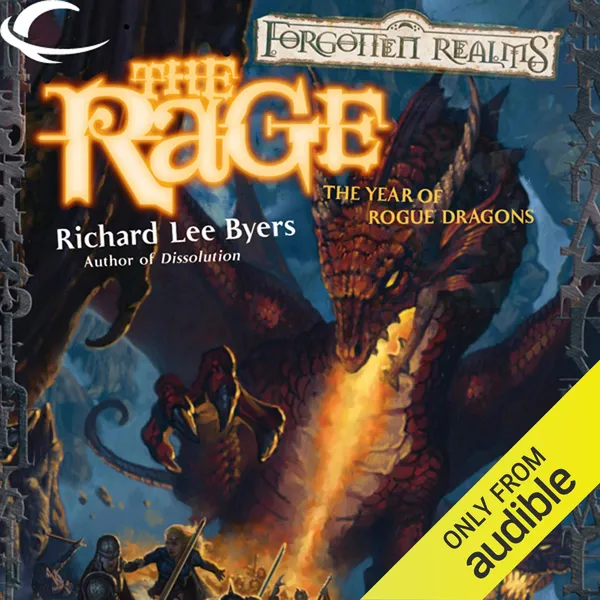 FORGOTTEN REALMS
THE
RAGE
THE YEAR OF
ROGUE DRAGONS
Richard Lee Byers
Author of Dissolution
ONLY FROM
audible